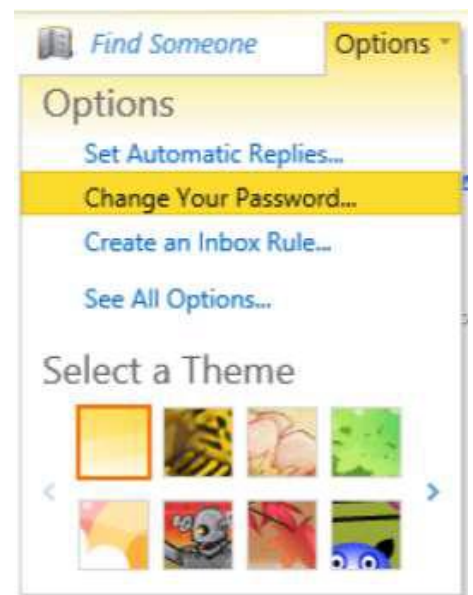 Find Someone
Options
Options
Set Automatic Replies...
Change Your Password...
Create an Inbox Rule...
See All Options...
Select a Theme